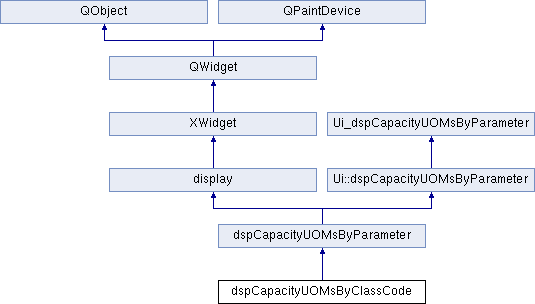 QObject
QPaintDevice
QWidget
XWidget
Ui_dspCapacityUOMsByParameter
display
Ui::dspCapacityUOMsByParameter
dspCapacityUOMsByParameter
dspCapacityUOMsByClassCode